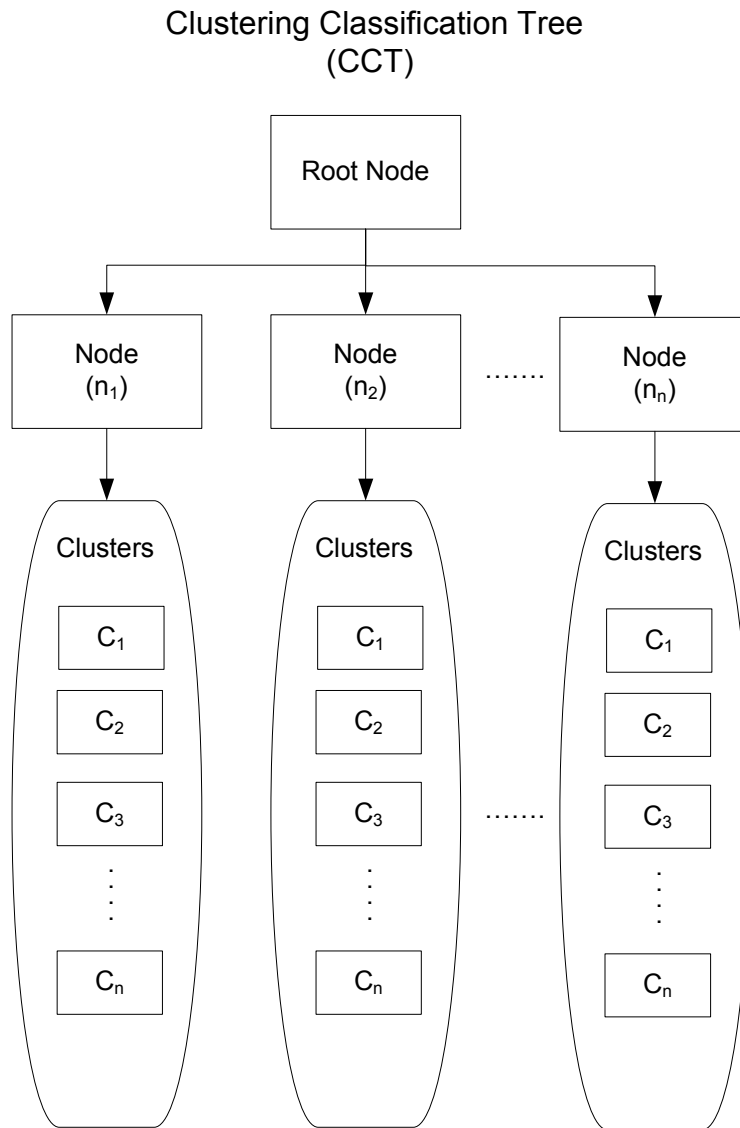 Clustering Classification Tree
(CCT)
Root Node
Node
(n₁)
Node
(n₂)
.......
Node
(nₙ)
Clusters
C₁
C₂
C₃
....
Cₙ
Clusters
C₁
C₂
C₃
....
Cₙ
.......
Clusters
C₁
C₂
C₃
....
Cₙ